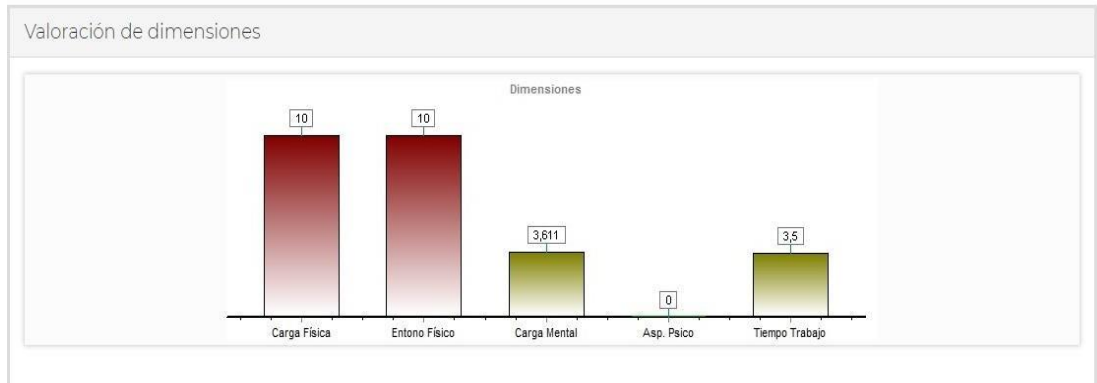 Valoración de dimensiones
Dimensiones
10
10
3,611
0
3,5
Carga Física
Entono Físico
Carga Mental
Asp. Psico
Tiempo Trabajo